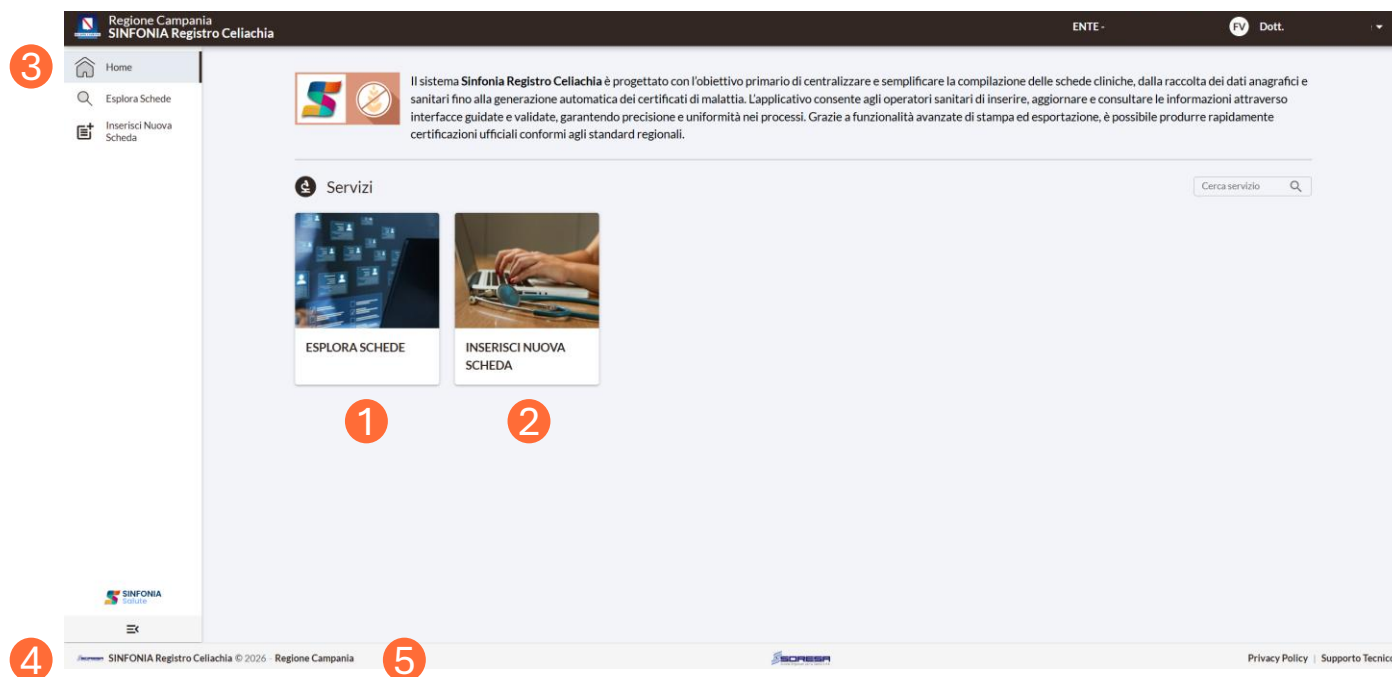 Regione Campania
SINFONIA Registro Celiachia
ENTE -
FV Dott.
3
Home
Esplora Schede
Inserisci Nuova
Scheda
Il sistema Sinfonia Registro Celiachia è progettato con l'obiettivo primario di centralizzare e semplificare la compilazione delle schede cliniche, dalla raccolta dei dati anagrafici e
sanitari fino alla generazione automatica dei certificati di malattia. L'applicativo consente agli operatori sanitari di inserire, aggiornare e consultare le informazioni attraverso
interfacce guidate e validate, garantendo precisione e uniformità nei processi. Grazie a funzionalità avanzate di stampa ed esportazione, è possibile produrre rapidamente
certificazioni ufficiali conformi agli standard regionali.
Servizi
Cerca servizio
ESPLORA SCHEDE
INSERISCI NUOVA
SCHEDA
1
2
SINFONIA
Salute
4
SINFONIA Registro Celiachia © 2026 - Regione Campania
5
SORESA
Privacy Policy | Supporto Tecnico